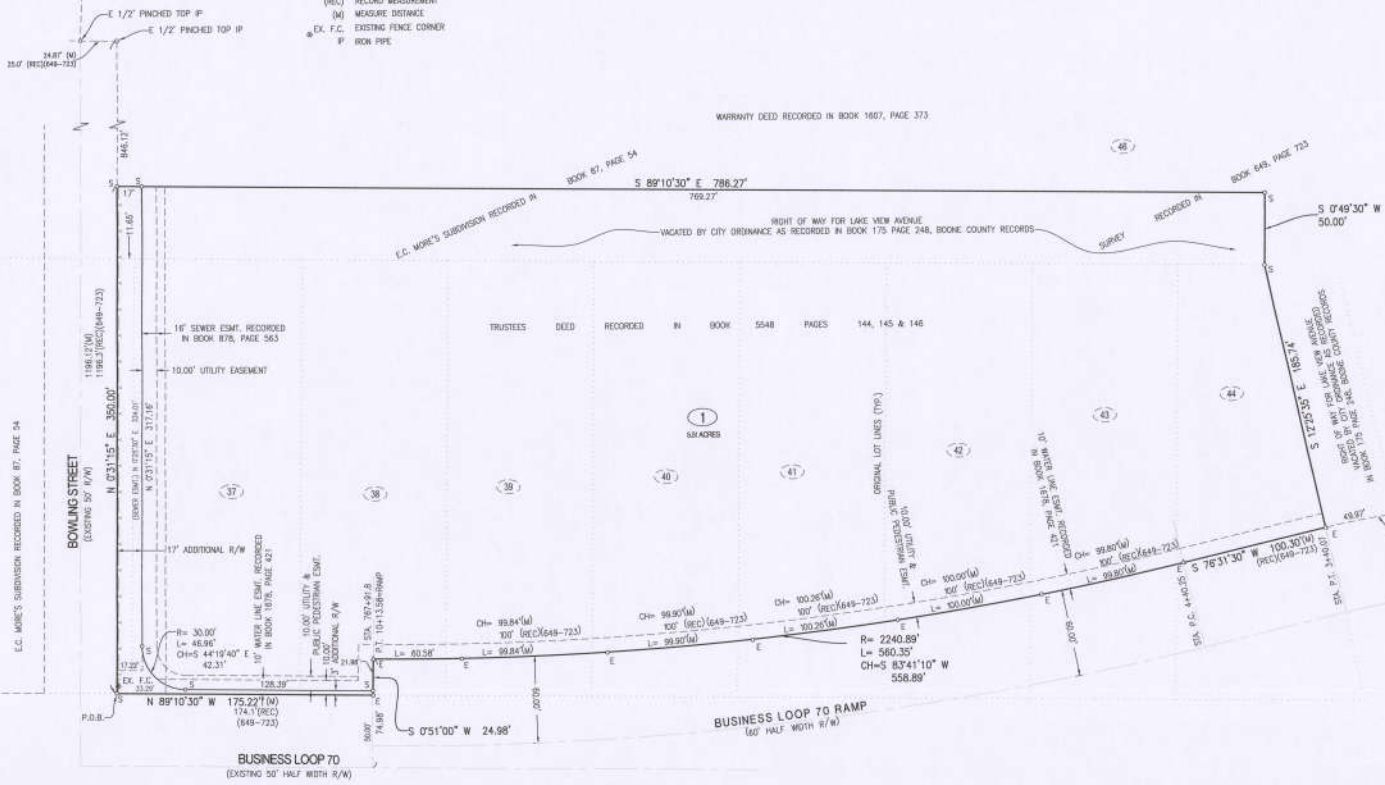 (REC) RECORD MEASUREMENT
(M) MEASURE DISTANCE
EX. F.C. EXISTING FENCE CORNER
IP IRON PIPE
E 1/2" PINCHED TOP IP
E 1/2" PINCHED TOP IP
24.87' (M)
25.0' (REC)(649-723)
846.12'
WARRANTY DEED RECORDED IN BOOK 1607, PAGE 373
46
E.C. MORE'S SUBDIVISION RECORDED IN BOOK 87, PAGE 54
S 89°10'30" E 786.27'
769.27'
SURVEY RECORDED IN BOOK 649, PAGE 723
S 0°49'30" W
50.00'
RIGHT OF WAY FOR LAKE VIEW AVENUE
VACATED BY CITY ORDINANCE AS RECORDED IN BOOK 175 PAGE 248, BOONE COUNTY RECORDS
S
S
17'
11.65'
S
S
16' SEWER ESMT. RECORDED
IN BOOK 878, PAGE 563
10.00' UTILITY EASEMENT
TRUSTEES DEED RECORDED IN BOOK 5548 PAGES 144, 145 & 146
1
5.91 ACRES
37
38
39
40
41
42
43
44
E.C. MORE'S SUBDIVISION RECORDED IN BOOK 87, PAGE 54
BOWLING STREET
(EXISTING 50' R/W)
1196.12'(M)
1196.3'(REC)(649-723)
N 0°31'15" E 350.00'
N 0°31'15" E 317.16'
17' ADDITIONAL R/W
ORIGINAL LOT LINES (TYP.)
10.00' UTILITY &
PUBLIC PEDESTRIAN ESMT.
10' WATER LINE ESMT. RECORDED
IN BOOK 1678, PAGE 421
S 12°25'35" E 185.74'
RIGHT OF WAY FOR LAKE VIEW AVENUE
VACATED BY CITY ORDINANCE AS RECORDED
IN BOOK 175 PAGE 248, BOONE COUNTY RECORDS
49.97'
E
S 76°31'30" W 100.30'(M)
(REC)(649-723)
10' WATER LINE ESMT. RECORDED
IN BOOK 1678, PAGE 421
10.00' UTILITY &
PUBLIC PEDESTRIAN ESMT.
10.00'
3' ADDITIONAL R/W
STA. 767+91.8
P.T. 10+13.58=RAMP
CH= 99.84'(M)
100' (REC)(649-723)
CH= 99.90'(M)
100' (REC)(649-723)
CH= 100.26'(M)
100' (REC)(649-723)
CH= 100.00'(M)
100' (REC)(649-723)
CH= 99.80'(M)
100' (REC)(649-723)
L= 60.58'
L= 99.84'(M)
L= 99.90'(M)
L= 100.26'(M)
L= 100.00'(M)
L= 99.80'(M)
E
E
E
E
E
E
R= 30.00'
L= 46.96'
CH=S 44°19'40" E
42.31'
S
17.23'
EX. F.C.
S
128.39'
21.98'
S
E
S
P.O.B.
N 89°10'30" W 175.22'(M)
174.1'(REC)
(649-723)
50.00'
74.98'
S 0°51'00" W 24.98'
60.00'
R= 2240.89'
L= 560.35'
CH=S 83°41'10" W
558.89'
BUSINESS LOOP 70 RAMP
(60' HALF WIDTH R/W)
BUSINESS LOOP 70
(EXISTING 50' HALF WIDTH R/W)